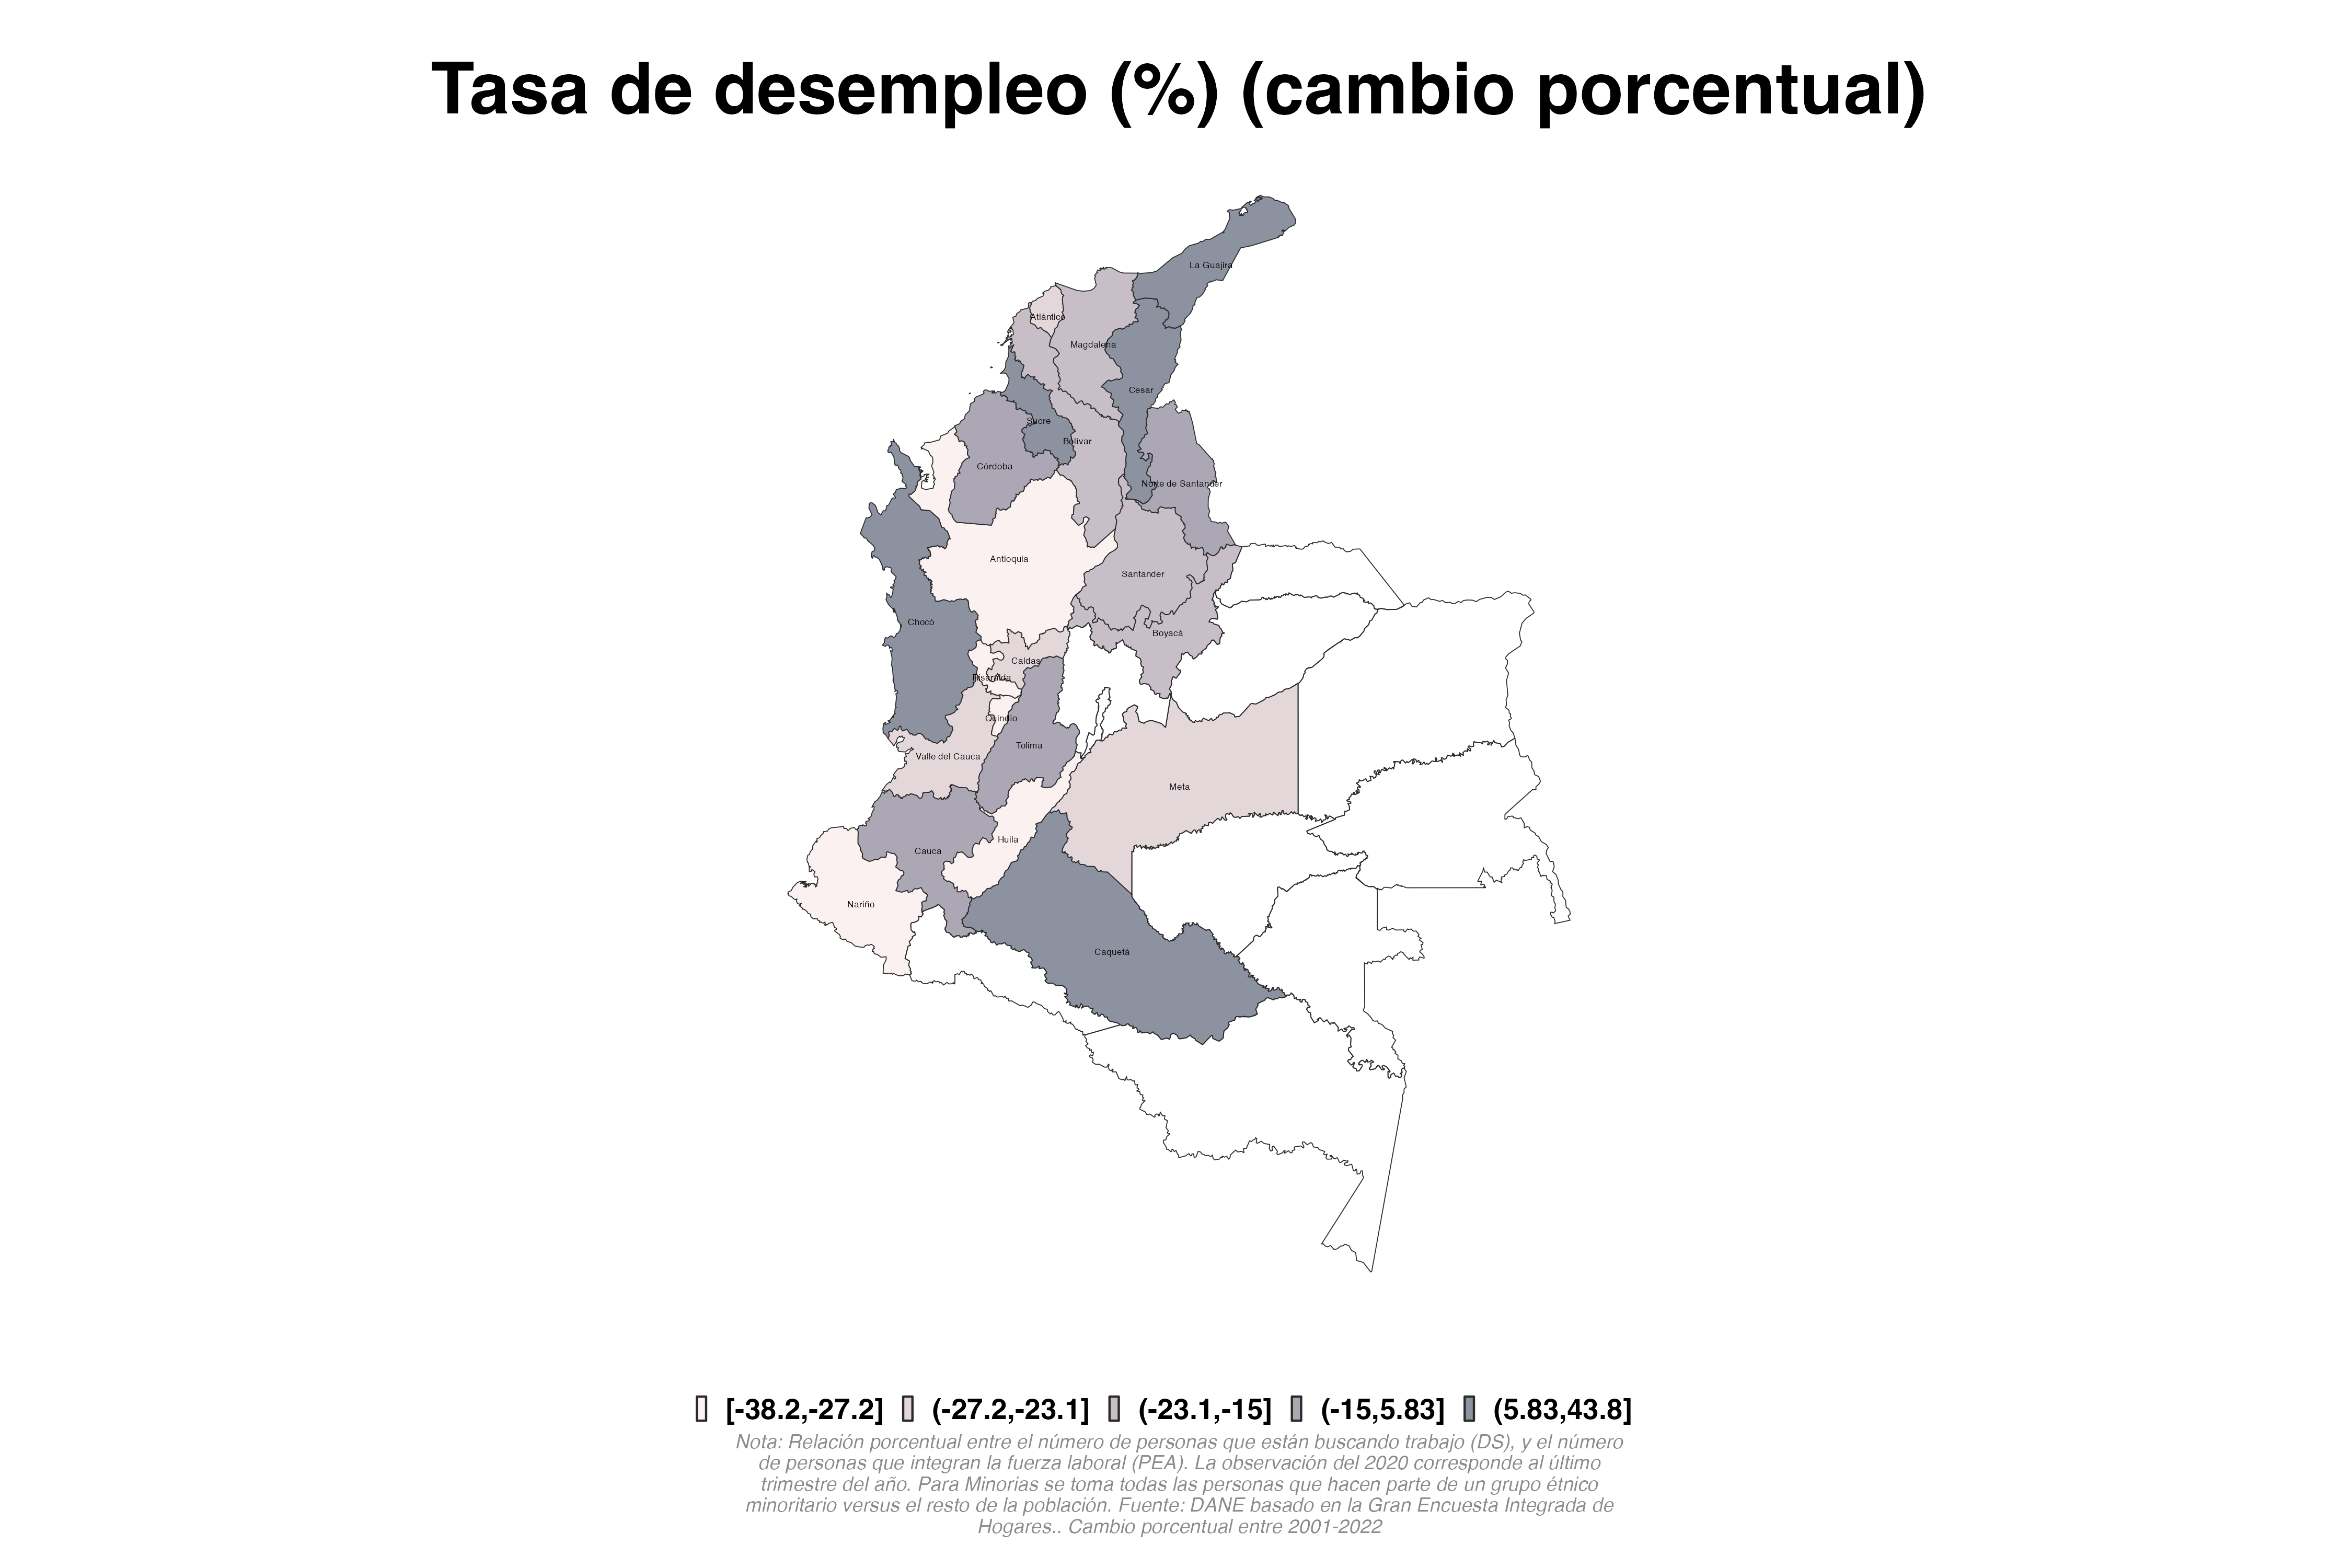 Tasa de desempleo (%) (cambio porcentual)
La Guajira
Atlántico
Magdalena
Cesar
Sucre
Bolívar
Córdoba
Norte de Santander
Antioquia
Santander
Chocó
Boyacá
Caldas
Risaralda
Quindío
Tolima
Valle del Cauca
Meta
Huila
Cauca
Nariño
Caquetá
[-38.2,-27.2] (-27.2,-23.1] (-23.1,-15] (-15,5.83] (5.83,43.8]
Nota: Relación porcentual entre el número de personas que están buscando trabajo (DS), y el número
de personas que integran la fuerza laboral (PEA). La observación del 2020 corresponde al último
trimestre del año. Para Minorias se toma todas las personas que hacen parte de un grupo étnico
minoritario versus el resto de la población. Fuente: DANE basado en la Gran Encuesta Integrada de
Hogares.. Cambio porcentual entre 2001-2022